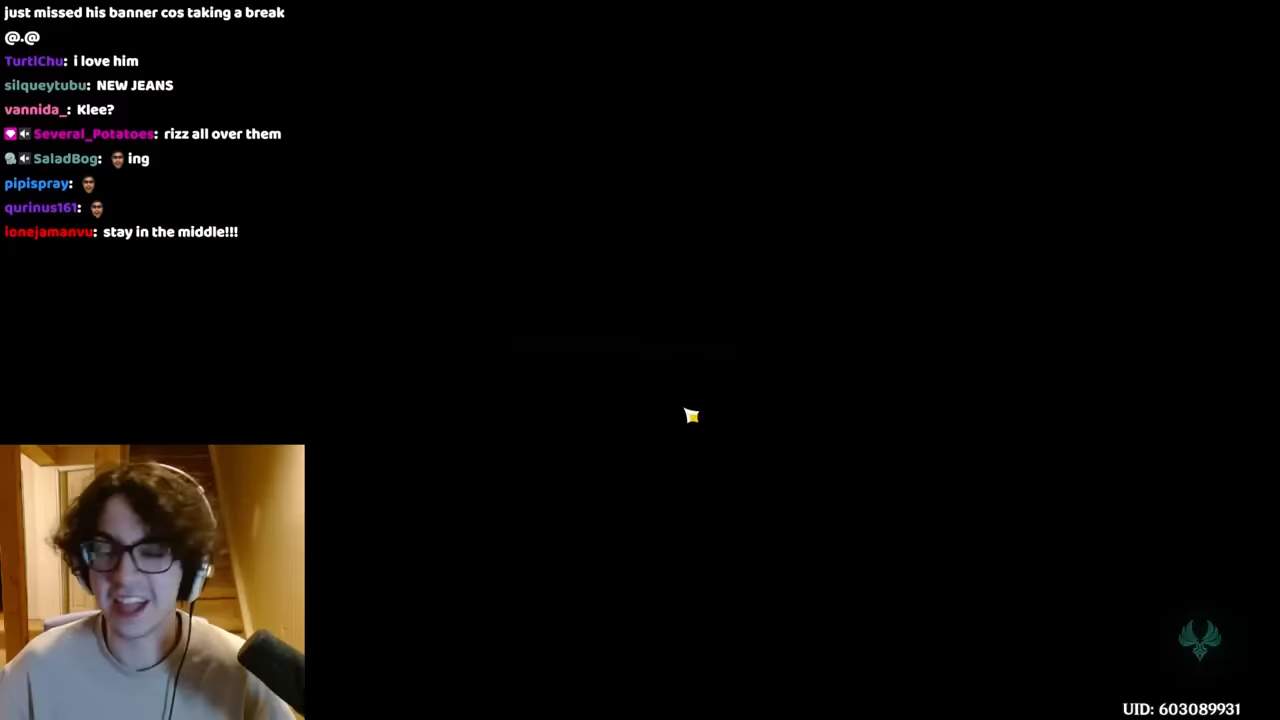 just missed his banner cos taking a break
@.@
TurtlChu: i love him
silqueytubu: NEW JEANS
vannida_: Klee?
Several_Potatoes: rizz all over them
SaladBog: ing
pipispray:
qurinus161:
ionejamanvu: stay in the middle!!!
UID: 603089931